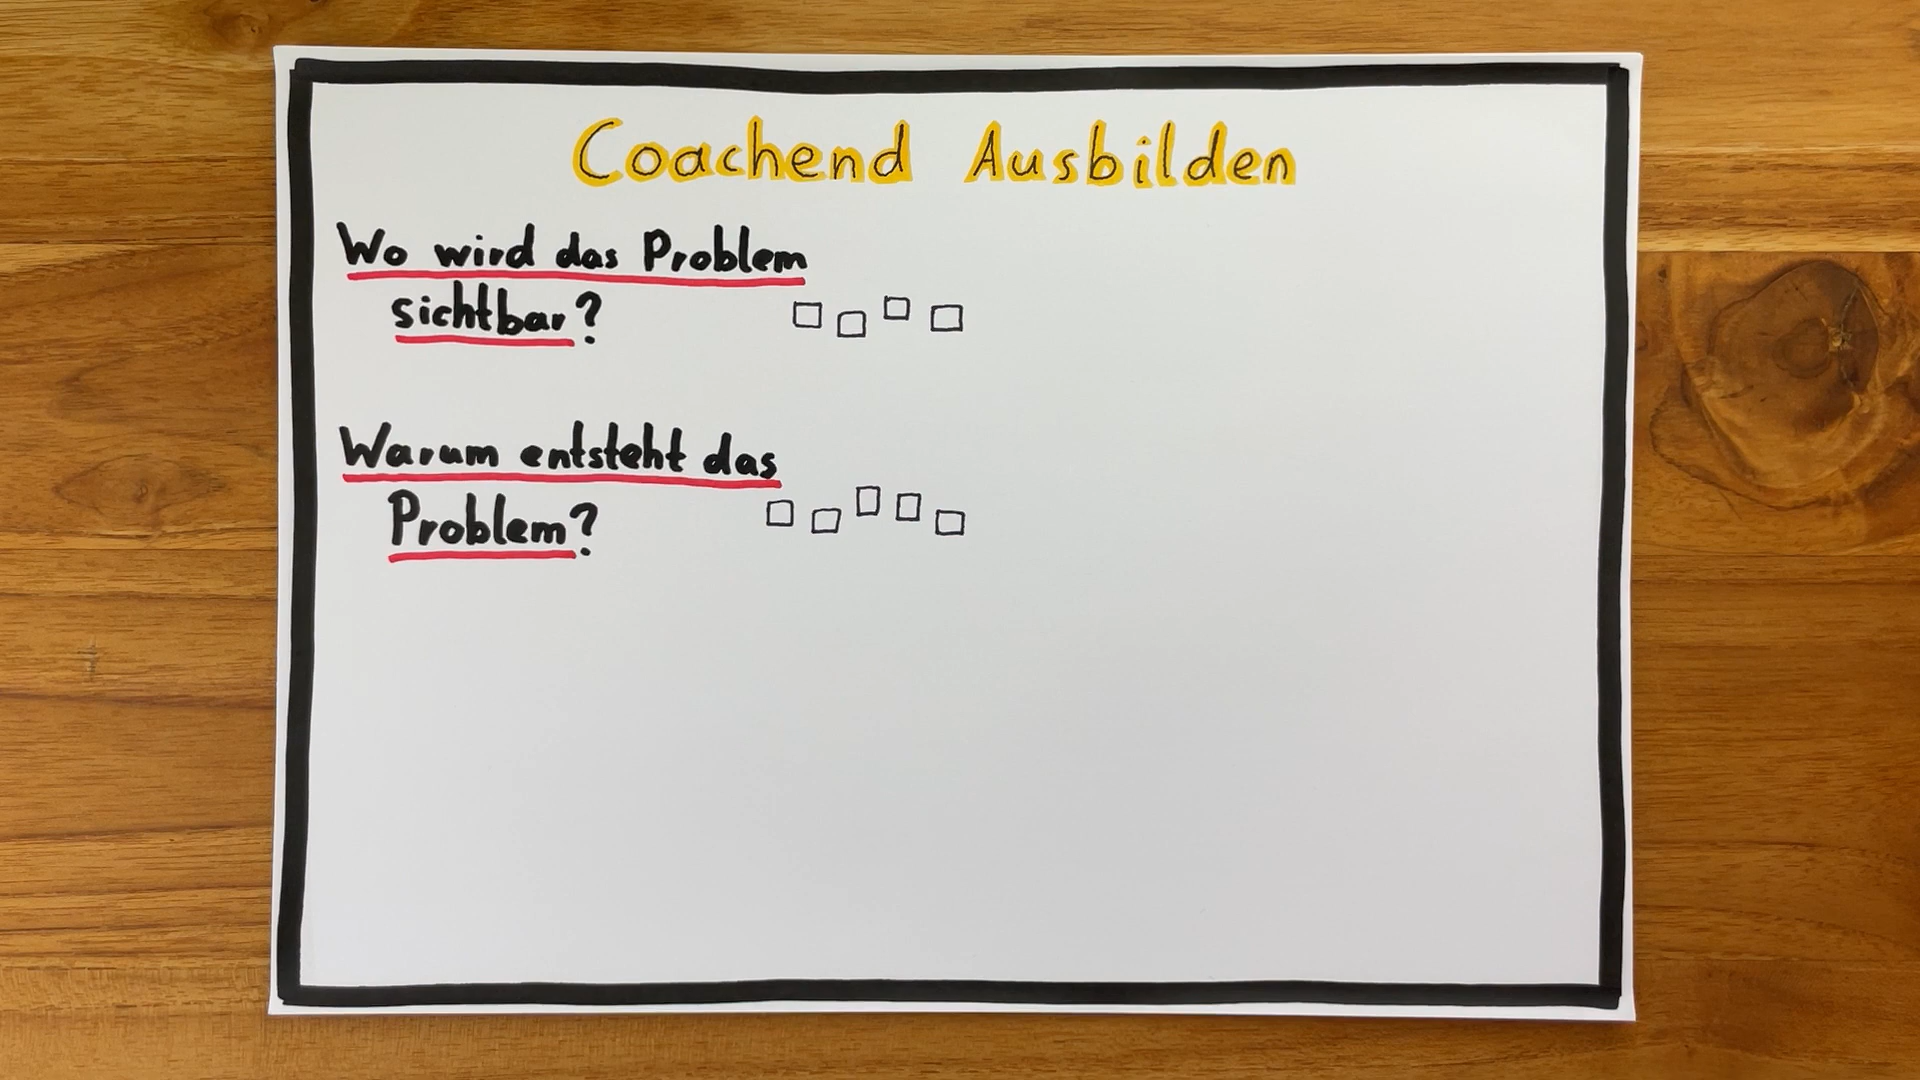 Coachend Ausbilden
Wo wird das Problem
sichtbar?
Warum entsteht das
Problem?